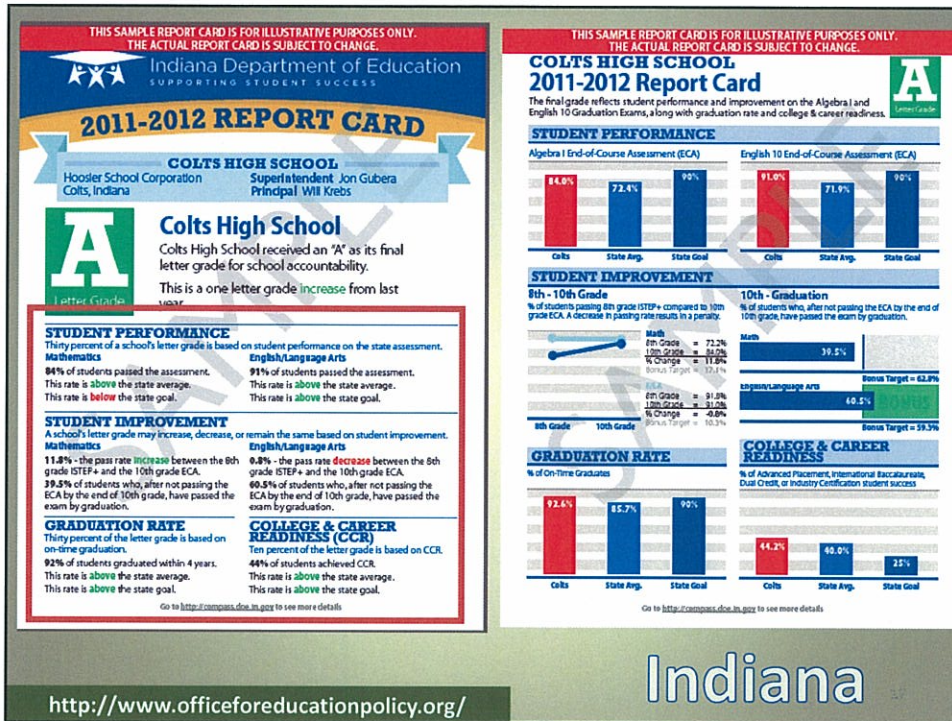 THIS SAMPLE REPORT CARD IS FOR ILLUSTRATIVE PURPOSES ONLY.
THE ACTUAL REPORT CARD IS SUBJECT TO CHANGE.
Indiana Department of Education
SUPPORTING STUDENT SUCCESS
2011-2012 REPORT CARD
COLTS HIGH SCHOOL
Hoosier School Corporation
Colts, Indiana
Superintendent Jon Gubera
Principal Will Krebs
A
Letter Grade
Colts High School
Colts High School received an "A" as its final
letter grade for school accountability.
This is a one letter grade increase from last
year.
STUDENT PERFORMANCE
Thirty percent of a school's letter grade is based on student performance on the state assessment.
Mathematics
84% of students passed the assessment.
This rate is above the state average.
This rate is below the state goal.
English/Language Arts
91% of students passed the assessment.
This rate is above the state average.
This rate is above the state goal.
STUDENT IMPROVEMENT
A school's letter grade may increase, decrease, or remain the same based on student improvement.
Mathematics
11.8% - the pass rate increase between the 8th
grade ISTEP+ and the 10th grade ECA.
39.5% of students who, after not passing the
ECA by the end of 10th grade, have passed the
exam by graduation.
English/Language Arts
0.8% - the pass rate decrease between the 8th
grade ISTEP+ and the 10th grade ECA.
60.5% of students who, after not passing the
ECA by the end of 10th grade, have passed the
exam by graduation.
GRADUATION RATE
Thirty percent of the letter grade is based on
on-time graduation.
92% of students graduated within 4 years.
This rate is above the state average.
This rate is above the state goal.
COLLEGE & CAREER
READINESS (CCR)
Ten percent of the letter grade is based on CCR.
44% of students achieved CCR.
This rate is above the state average.
This rate is above the state goal.
Go to http://compass.doe.in.gov to see more details
SAMPLE
THIS SAMPLE REPORT CARD IS FOR ILLUSTRATIVE PURPOSES ONLY.
THE ACTUAL REPORT CARD IS SUBJECT TO CHANGE.
COLTS HIGH SCHOOL
2011-2012 Report Card
The final grade reflects student performance and improvement on the Algebra I and
English 10 Graduation Exams, along with graduation rate and college & career readiness.
A
Letter Grade
STUDENT PERFORMANCE
Algebra I End-of-Course Assessment (ECA)
84.0%
72.4%
90%
Colts
State Avg.
State Goal
English 10 End-of-Course Assessment (ECA)
91.0%
71.9%
90%
Colts
State Avg.
State Goal
STUDENT IMPROVEMENT
8th - 10th Grade
% of students passing 8th grade ISTEP+ compared to 10th
grade ECA. A decrease in passing rate results in a penalty.
Math
8th Grade = 72.2%
10th Grade = 84.0%
% Change = 11.8%
Bonus Target = 17.1%
E/LA
8th Grade = 91.8%
10th Grade = 91.0%
% Change = -0.8%
Bonus Target = 10.3%
8th Grade
10th Grade
10th - Graduation
% of students who, after not passing the ECA by the end of
10th grade, have passed the exam by graduation.
Math
39.5%
Bonus Target = 62.8%
English/Language Arts
60.5%
BONUS
Bonus Target = 59.3%
GRADUATION RATE
% of On-Time Graduates
92.6%
85.7%
90%
Colts
State Avg.
State Goal
COLLEGE & CAREER
READINESS
% of Advanced Placement, International Baccalaureate,
Dual Credit, or Industry Certification student success
44.2%
40.0%
25%
Colts
State Avg.
State Goal
Go to http://compass.doe.in.gov to see more details
SAMPLE
http://www.officeforeducationpolicy.org/
Indiana